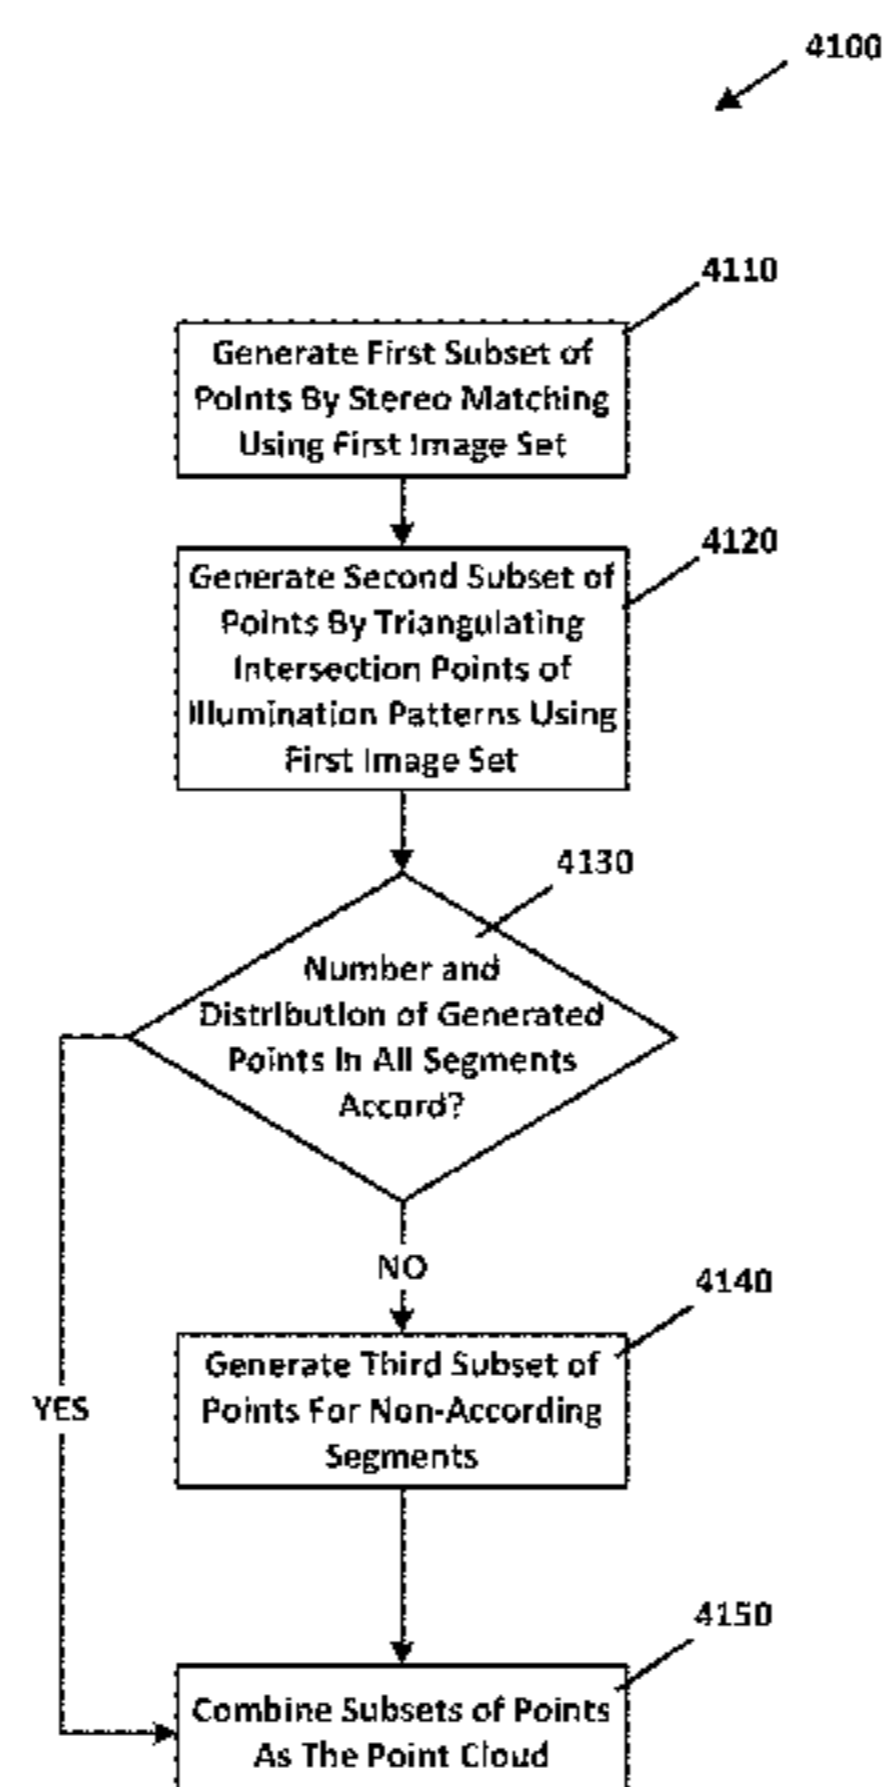 4100
4110
Generate First Subset of
Points By Stereo Matching
Using First Image Set
4120
Generate Second Subset of
Points By Triangulating
Intersection Points of
Illumination Patterns Using
First Image Set
4130
Number and
Distribution of Generated
Points In All Segments
Accord?
NO
4140
Generate Third Subset of
Points For Non-According
Segments
YES
4150
Combine Subsets of Points
As The Point Cloud